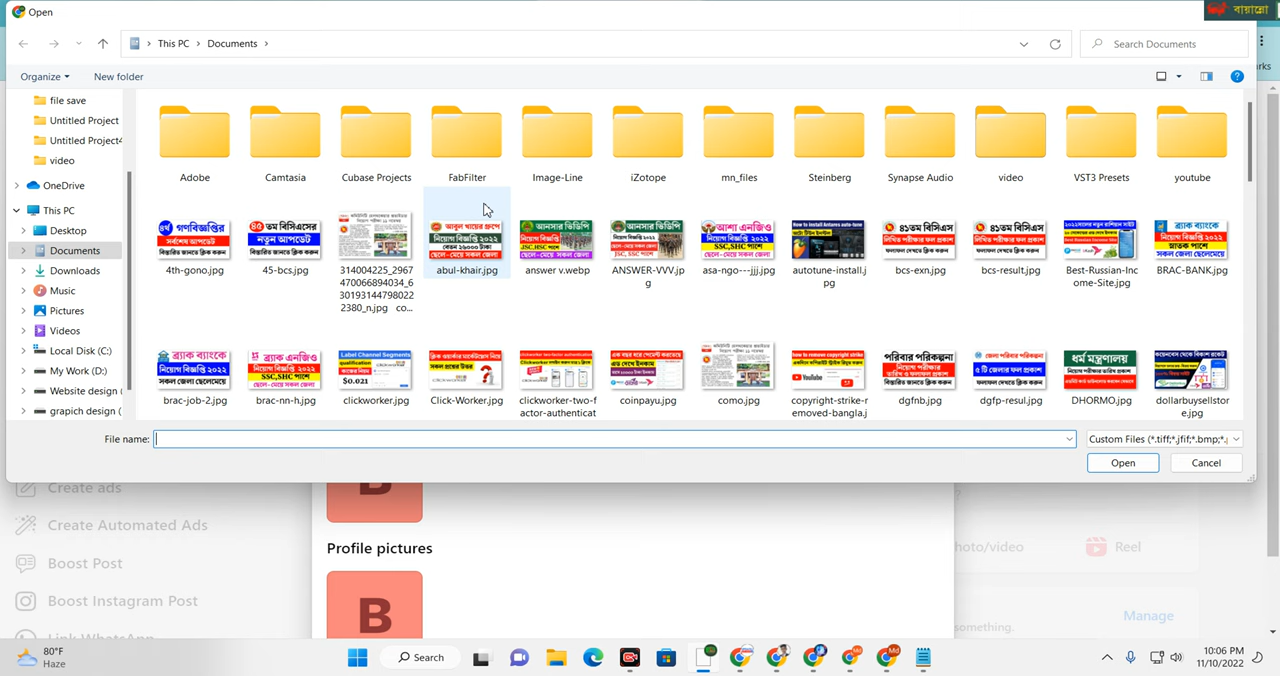 Open
বায়ান্নো
This PC
Documents
Search Documents
Organize
New folder
file save
Untitled Project
Untitled Project4
video
OneDrive
This PC
Desktop
Documents
Downloads
Music
Pictures
Videos
Local Disk (C:)
My Work (D:)
Website design (
grapich design (
Adobe
Camtasia
Cubase Projects
FabFilter
Image-Line
iZotope
mn_files
Steinberg
Synapse Audio
video
VST3 Presets
youtube
4th-gono.jpg
45-bcs.jpg
314004225_2967
470066894034_6
630193144798022
2380_n.jpg co...
abul-khair.jpg
answer v.webp
ANSWER-VVV.jp
g
asa-ngo---jjj.jpg
autotune-install.j
pg
bcs-exn.jpg
bcs-result.jpg
Best-Russian-Inc
ome-Site.jpg
BRAC-BANK.jpg
brac-job-2.jpg
brac-nn-h.jpg
clickworker.jpg
Click-Worker.jpg
clickworker-two-f
actor-authenticat
coinpayu.jpg
como.jpg
copyright-strike-r
emoved-bangla.j
dgfnb.jpg
dgfp-resul.jpg
DHORMO.jpg
dollarbuysellstor
e.jpg
File name:
Custom Files (*.tiff;*.jfif;*.bmp;*.
Open
Cancel
Create ads
Create Automated Ads
Boost Post
Boost Instagram Post
Link WhatsApp
B
Profile pictures
B
hoto/video
Reel
Manage
something.
80°F
Haze
Search
10:06 PM
11/10/2022